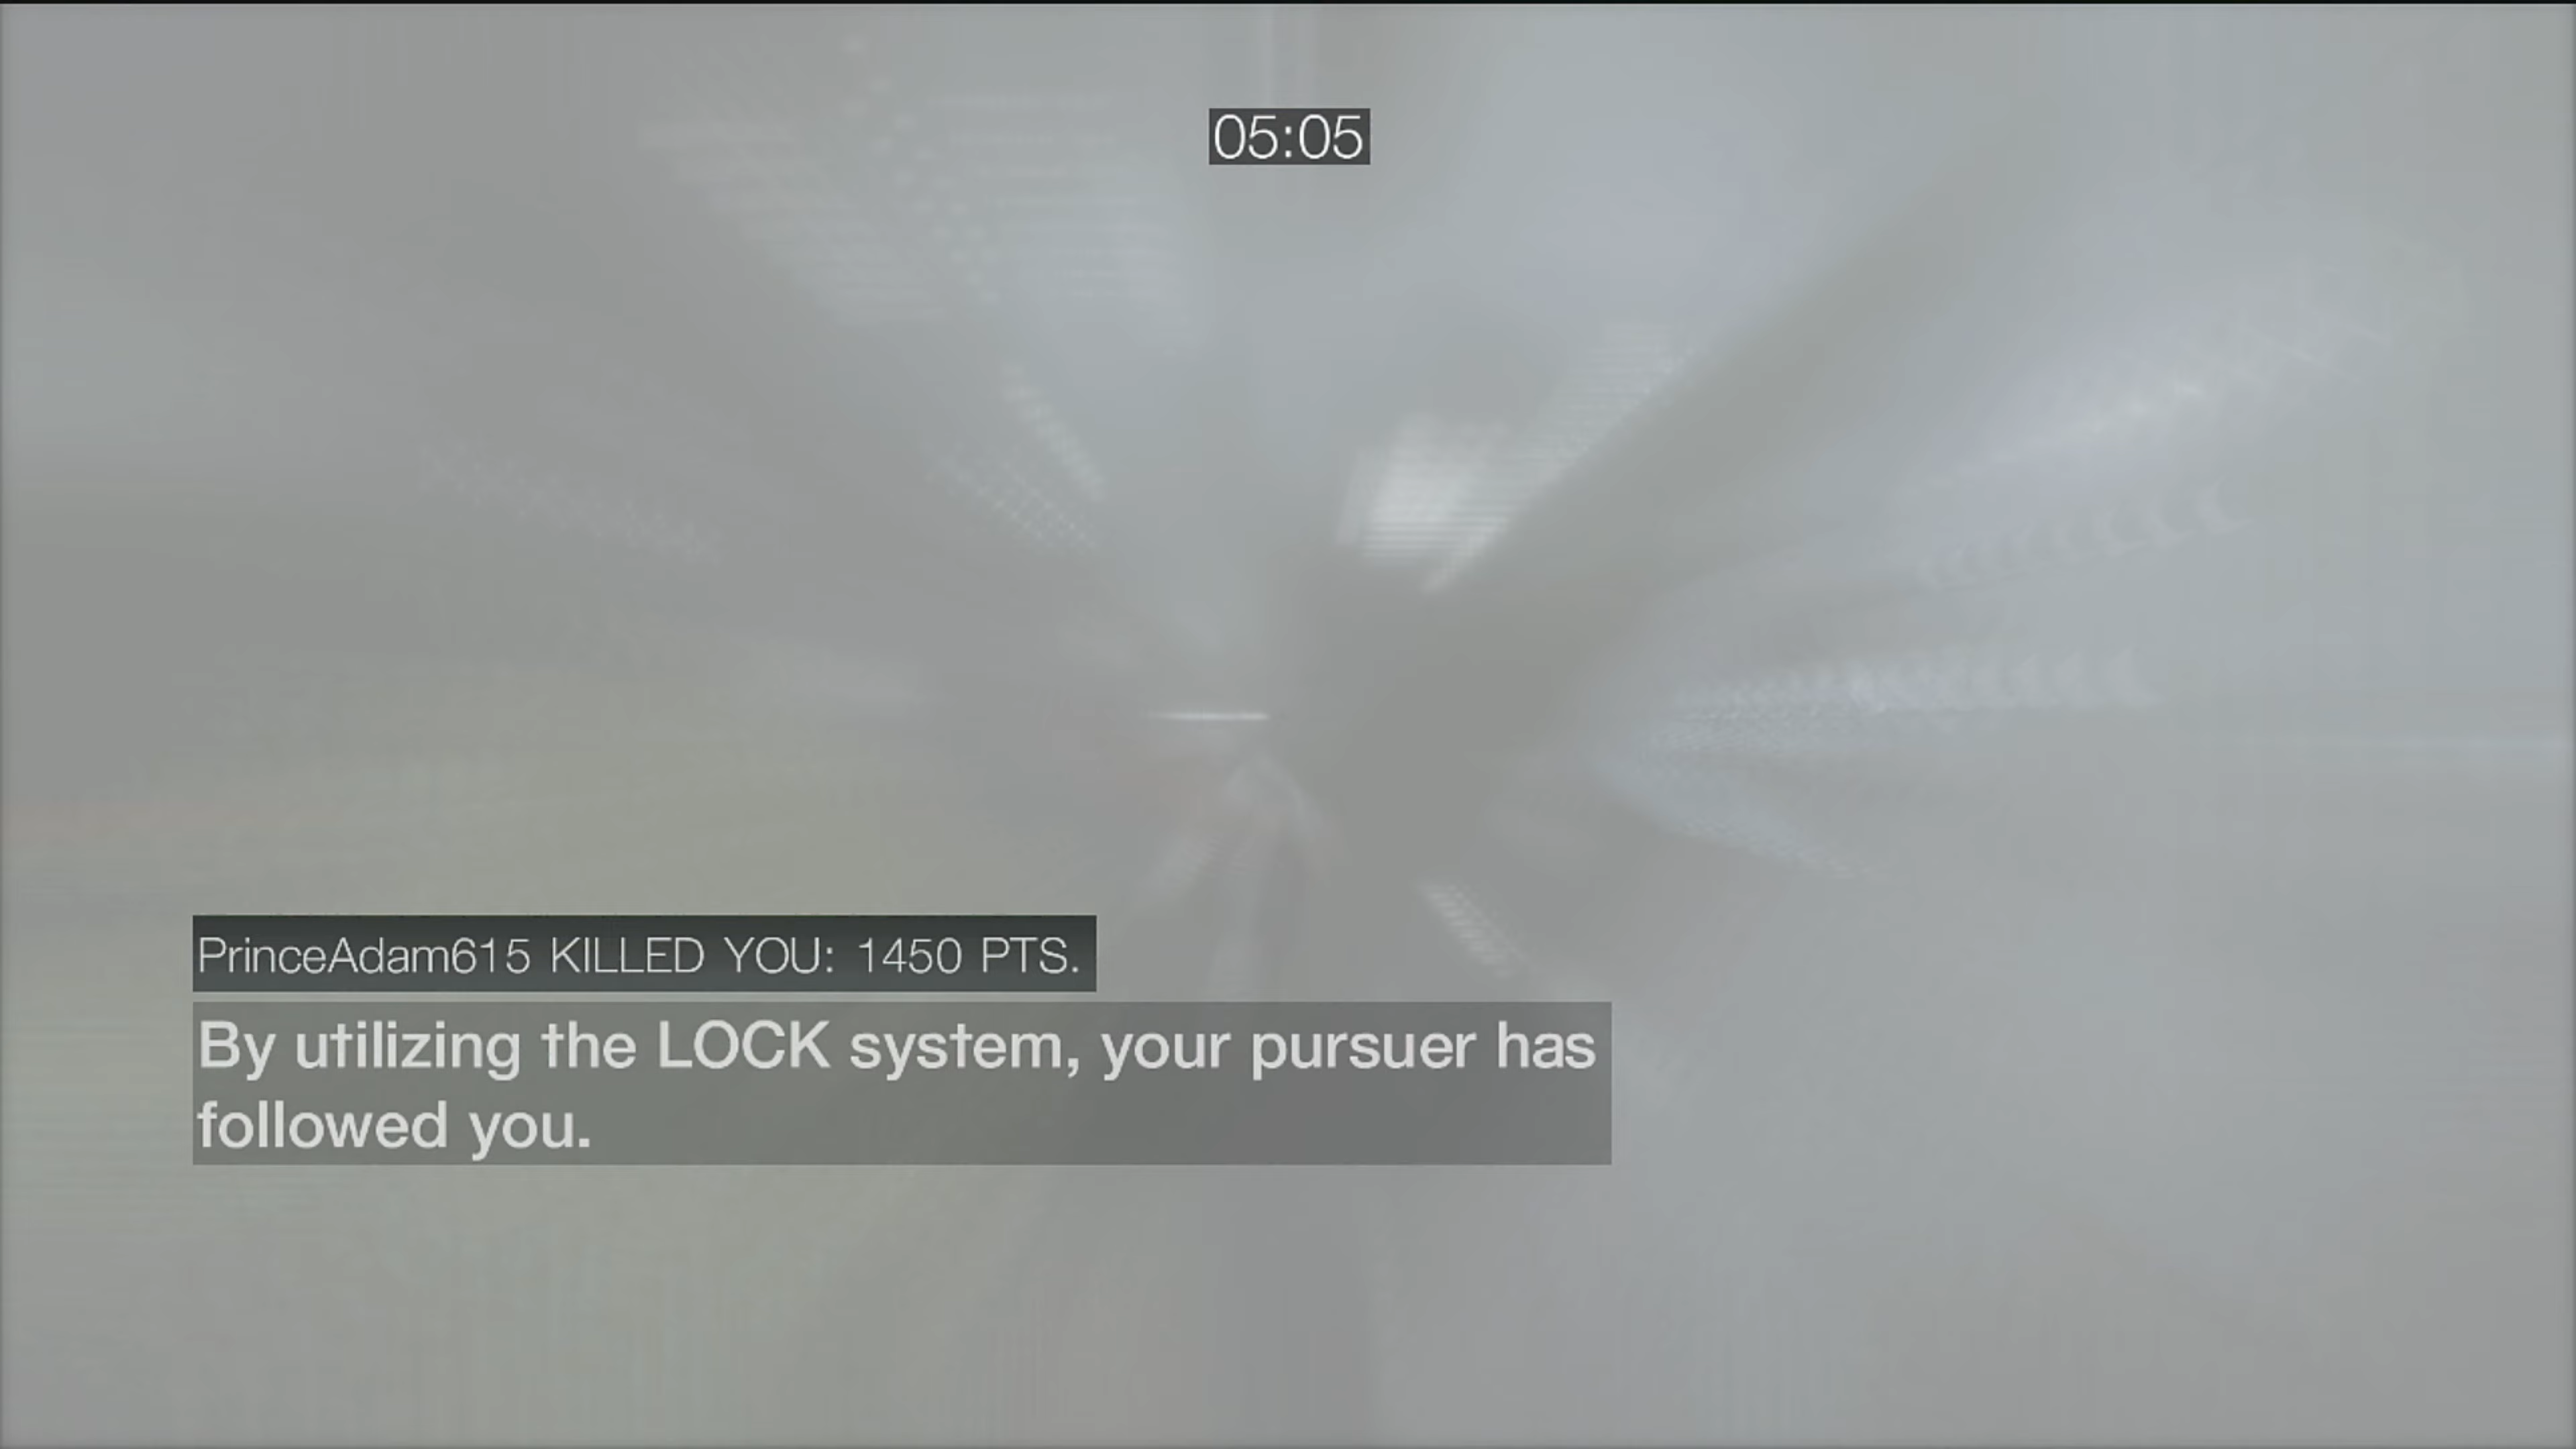 05:05
PrinceAdam615 KILLED YOU: 1450 PTS.
By utilizing the LOCK system, your pursuer has
followed you.